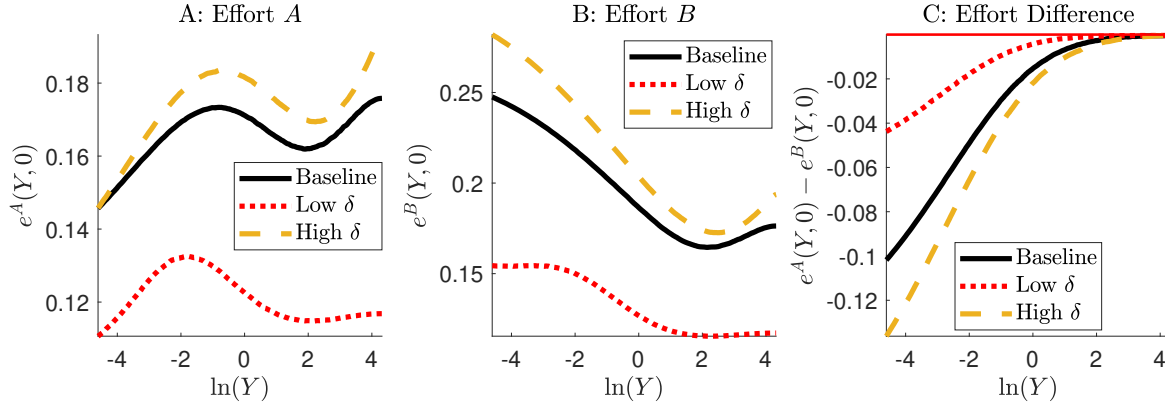 A: Effort A
e^A(Y, 0)
0.18
0.16
0.14
0.12
Baseline
Low δ
High δ
-4 -2 0 2 4
ln(Y)
B: Effort B
e^B(Y, 0)
0.25
0.2
0.15
Baseline
Low δ
High δ
-4 -2 0 2 4
ln(Y)
C: Effort Difference
e^A(Y, 0) − e^B(Y, 0)
-0.02
-0.04
-0.06
-0.08
-0.1
-0.12
Baseline
Low δ
High δ
-4 -2 0 2 4
ln(Y)